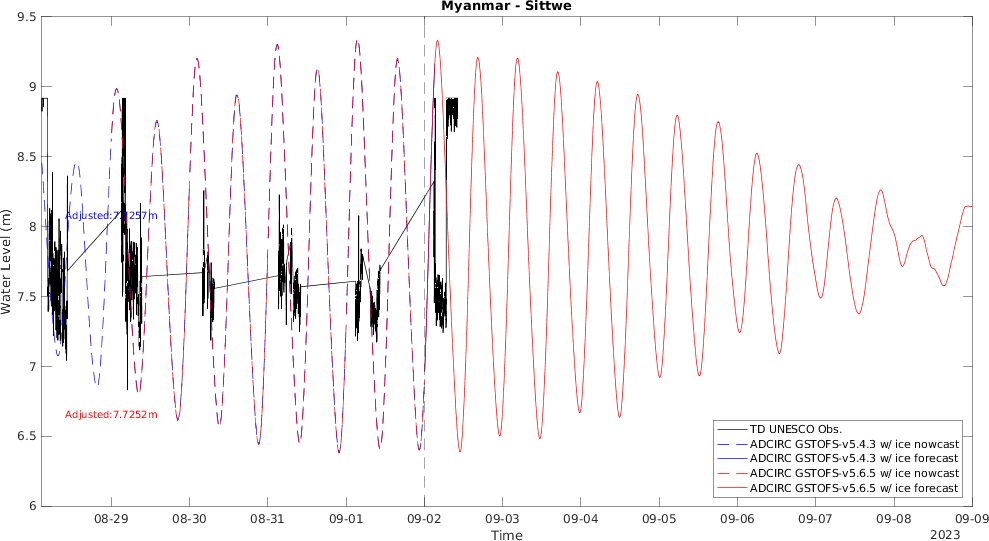 Myanmar - Sittwe
9.5
9
8.5
8
7.5
7
6.5
6
Water Level (m)
Adjusted:7.7252m
08-29
08-30
08-31
09-01
09-02
09-03
09-04
09-05
09-06
09-07
09-08
09-09
Time
2023
TD UNESCO Obs.
ADCIRC GSTOFS-v5.4.3 w/ ice nowcast
ADCIRC GSTOFS-v5.4.3 w/ ice forecast
ADCIRC GSTOFS-v5.6.5 w/ ice nowcast
ADCIRC GSTOFS-v5.6.5 w/ ice forecast